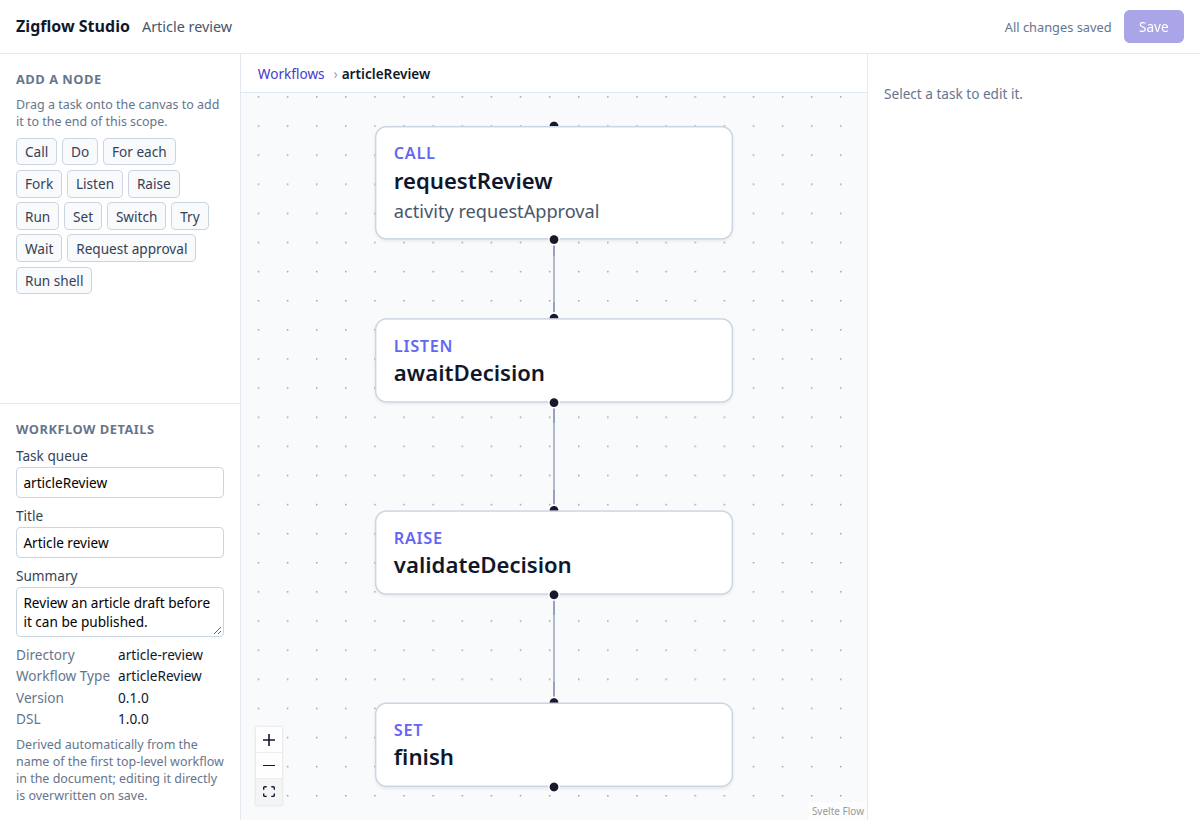 Zigflow Studio Article review All changes saved Save
ADD A NODE
Drag a task onto the canvas to add
it to the end of this scope.
Call Do For each
Fork Listen Raise
Run Set Switch Try
Wait Request approval
Run shell
WORKFLOW DETAILS
Task queue
articleReview
Title
Article review
Summary
Review an article draft before
it can be published.
Directory article-review
Workflow Type articleReview
Version 0.1.0
DSL 1.0.0
Derived automatically from the
name of the first top-level workflow
in the document; editing it directly
is overwritten on save.
Workflows › articleReview
CALL
requestReview
activity requestApproval
LISTEN
awaitDecision
RAISE
validateDecision
SET
finish
Svelte Flow
Select a task to edit it.